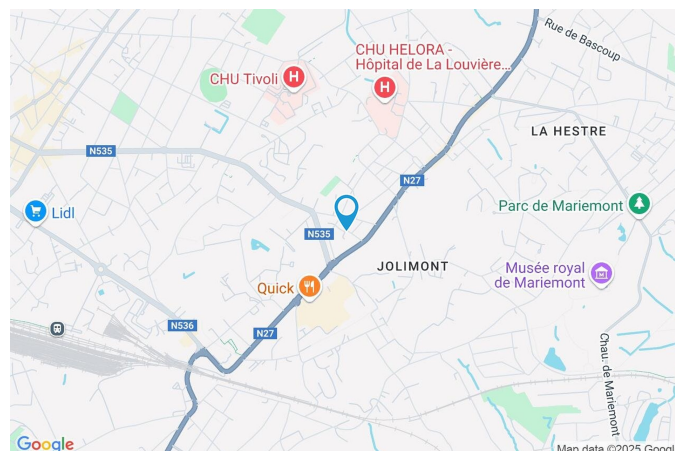 Rue de Bascoup
CHU HELORA -
Hôpital de La Louvière...
CHU Tivoli
H
H
LA HESTRE
N535
N27
Parc de Mariemont
Lidl
N535
JOLIMONT
Musée royal
de Mariemont
Quick
N536
N27
Chau. de Mariemont
Google
Map data ©2025 Googl